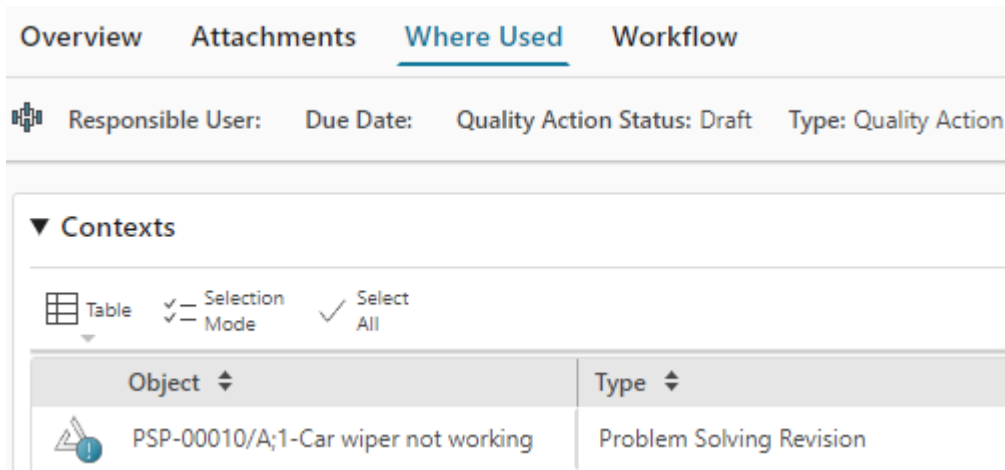 Overview Attachments Where Used Workflow
Responsible User: Due Date: Quality Action Status: Draft Type: Quality Action
Contexts
Table Selection Mode Select All
Object Type
PSP-00010/A;1-Car wiper not working Problem Solving Revision